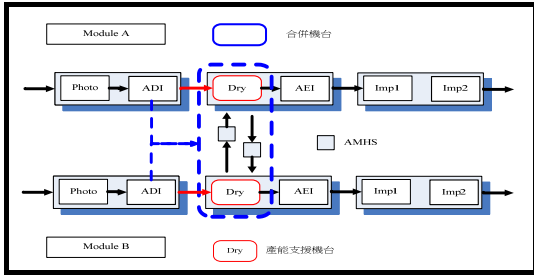 Module A
合併機台
Photo
ADI
Dry
AEI
Imp1
Imp2
AMHS
Photo
ADI
Dry
AEI
Imp1
Imp2
Module B
Dry
產能支援機台